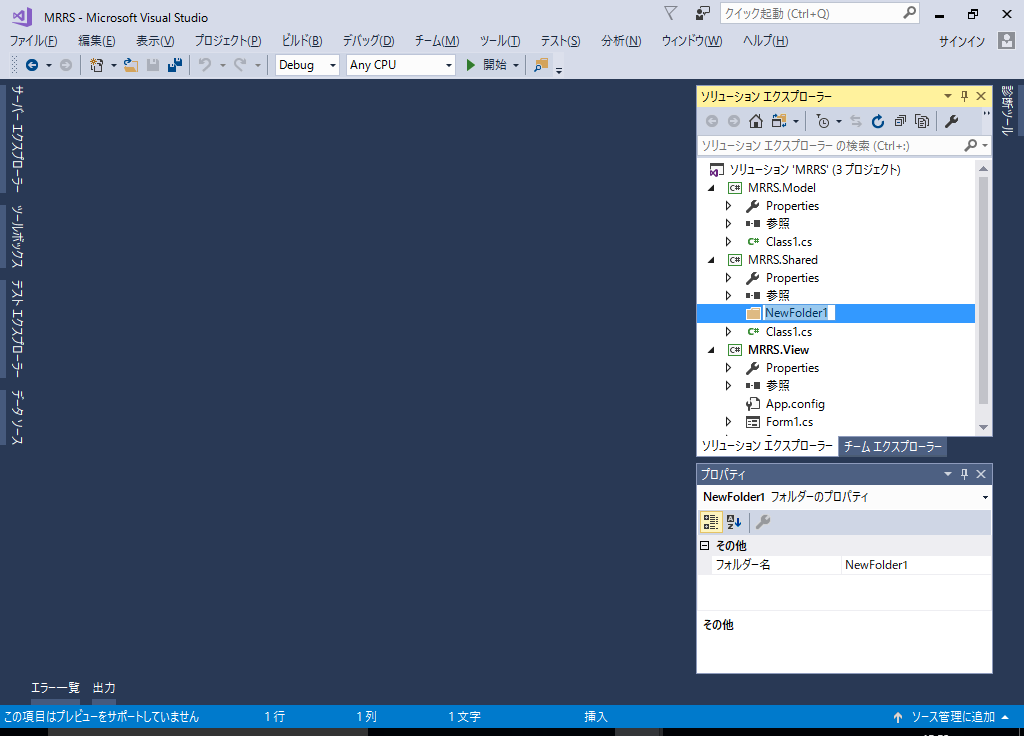 MRRS - Microsoft Visual Studio
クイック起動 (Ctrl+Q)
ファイル(F) 編集(E) 表示(V) プロジェクト(P) ビルド(B) デバッグ(D) チーム(M) ツール(T) テスト(S) 分析(N) ウィンドウ(W) ヘルプ(H) サインイン
Debug Any CPU 開始
サーバー エクスプローラー
ツールボックス
テスト エクスプローラー
データ ソース
ソリューション エクスプローラー
ソリューション エクスプローラー の検索 (Ctrl+:)
ソリューション 'MRRS' (3 プロジェクト)
C# MRRS.Model
Properties
参照
C# Class1.cs
C# MRRS.Shared
Properties
参照
NewFolder1
C# Class1.cs
C# MRRS.View
Properties
参照
App.config
Form1.cs
ソリューション エクスプローラー チーム エクスプローラー
診断ツール
プロパティ
NewFolder1 フォルダーのプロパティ
その他
フォルダー名 NewFolder1
その他
エラー一覧 出力
この項目はプレビューをサポートしていません 1 行 1 列 1 文字 挿入 ソース管理に追加